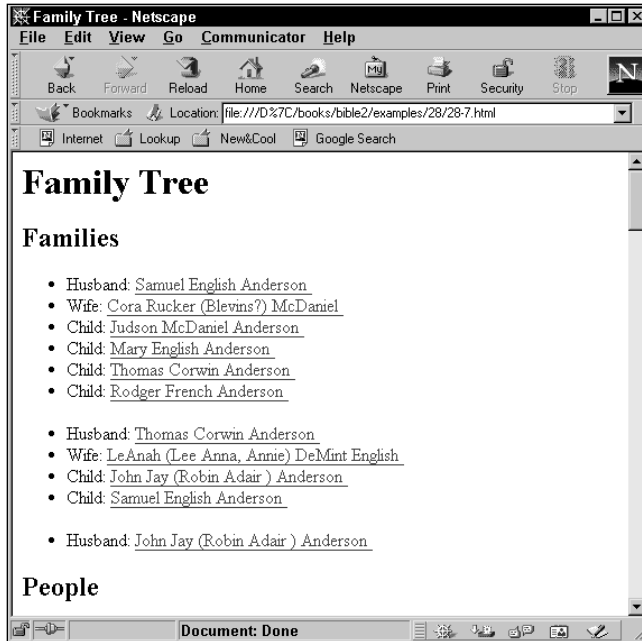 Family Tree - Netscape
File Edit View Go Communicator Help
My
N
Back Forward Reload Home Search Netscape Print Security Stop
Bookmarks Location: file:///D%7C/books/bible2/examples/28/28-7.html
Internet Lookup New&Cool Google Search
Family Tree
Families
• Husband: Samuel English Anderson
• Wife: Cora Rucker (Blevins?) McDaniel
• Child: Judson McDaniel Anderson
• Child: Mary English Anderson
• Child: Thomas Corwin Anderson
• Child: Rodger French Anderson
• Husband: Thomas Corwin Anderson
• Wife: LeAnah (Lee Anna, Annie) DeMint English
• Child: John Jay (Robin Adair ) Anderson
• Child: Samuel English Anderson
• Husband: John Jay (Robin Adair ) Anderson
People
Document: Done